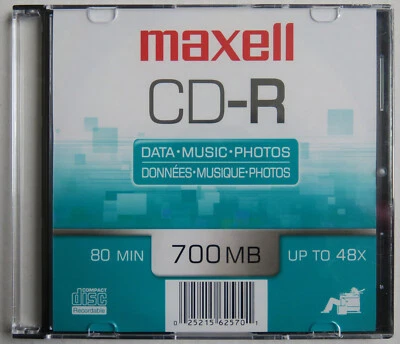 maxell
CD-R
DATA•MUSIC•PHOTOS
DONNÉES•MUSIQUE•PHOTOS
80 MIN 700MB UP TO 48X
COMPACT
disc
Recordable
0 25215 62570 1